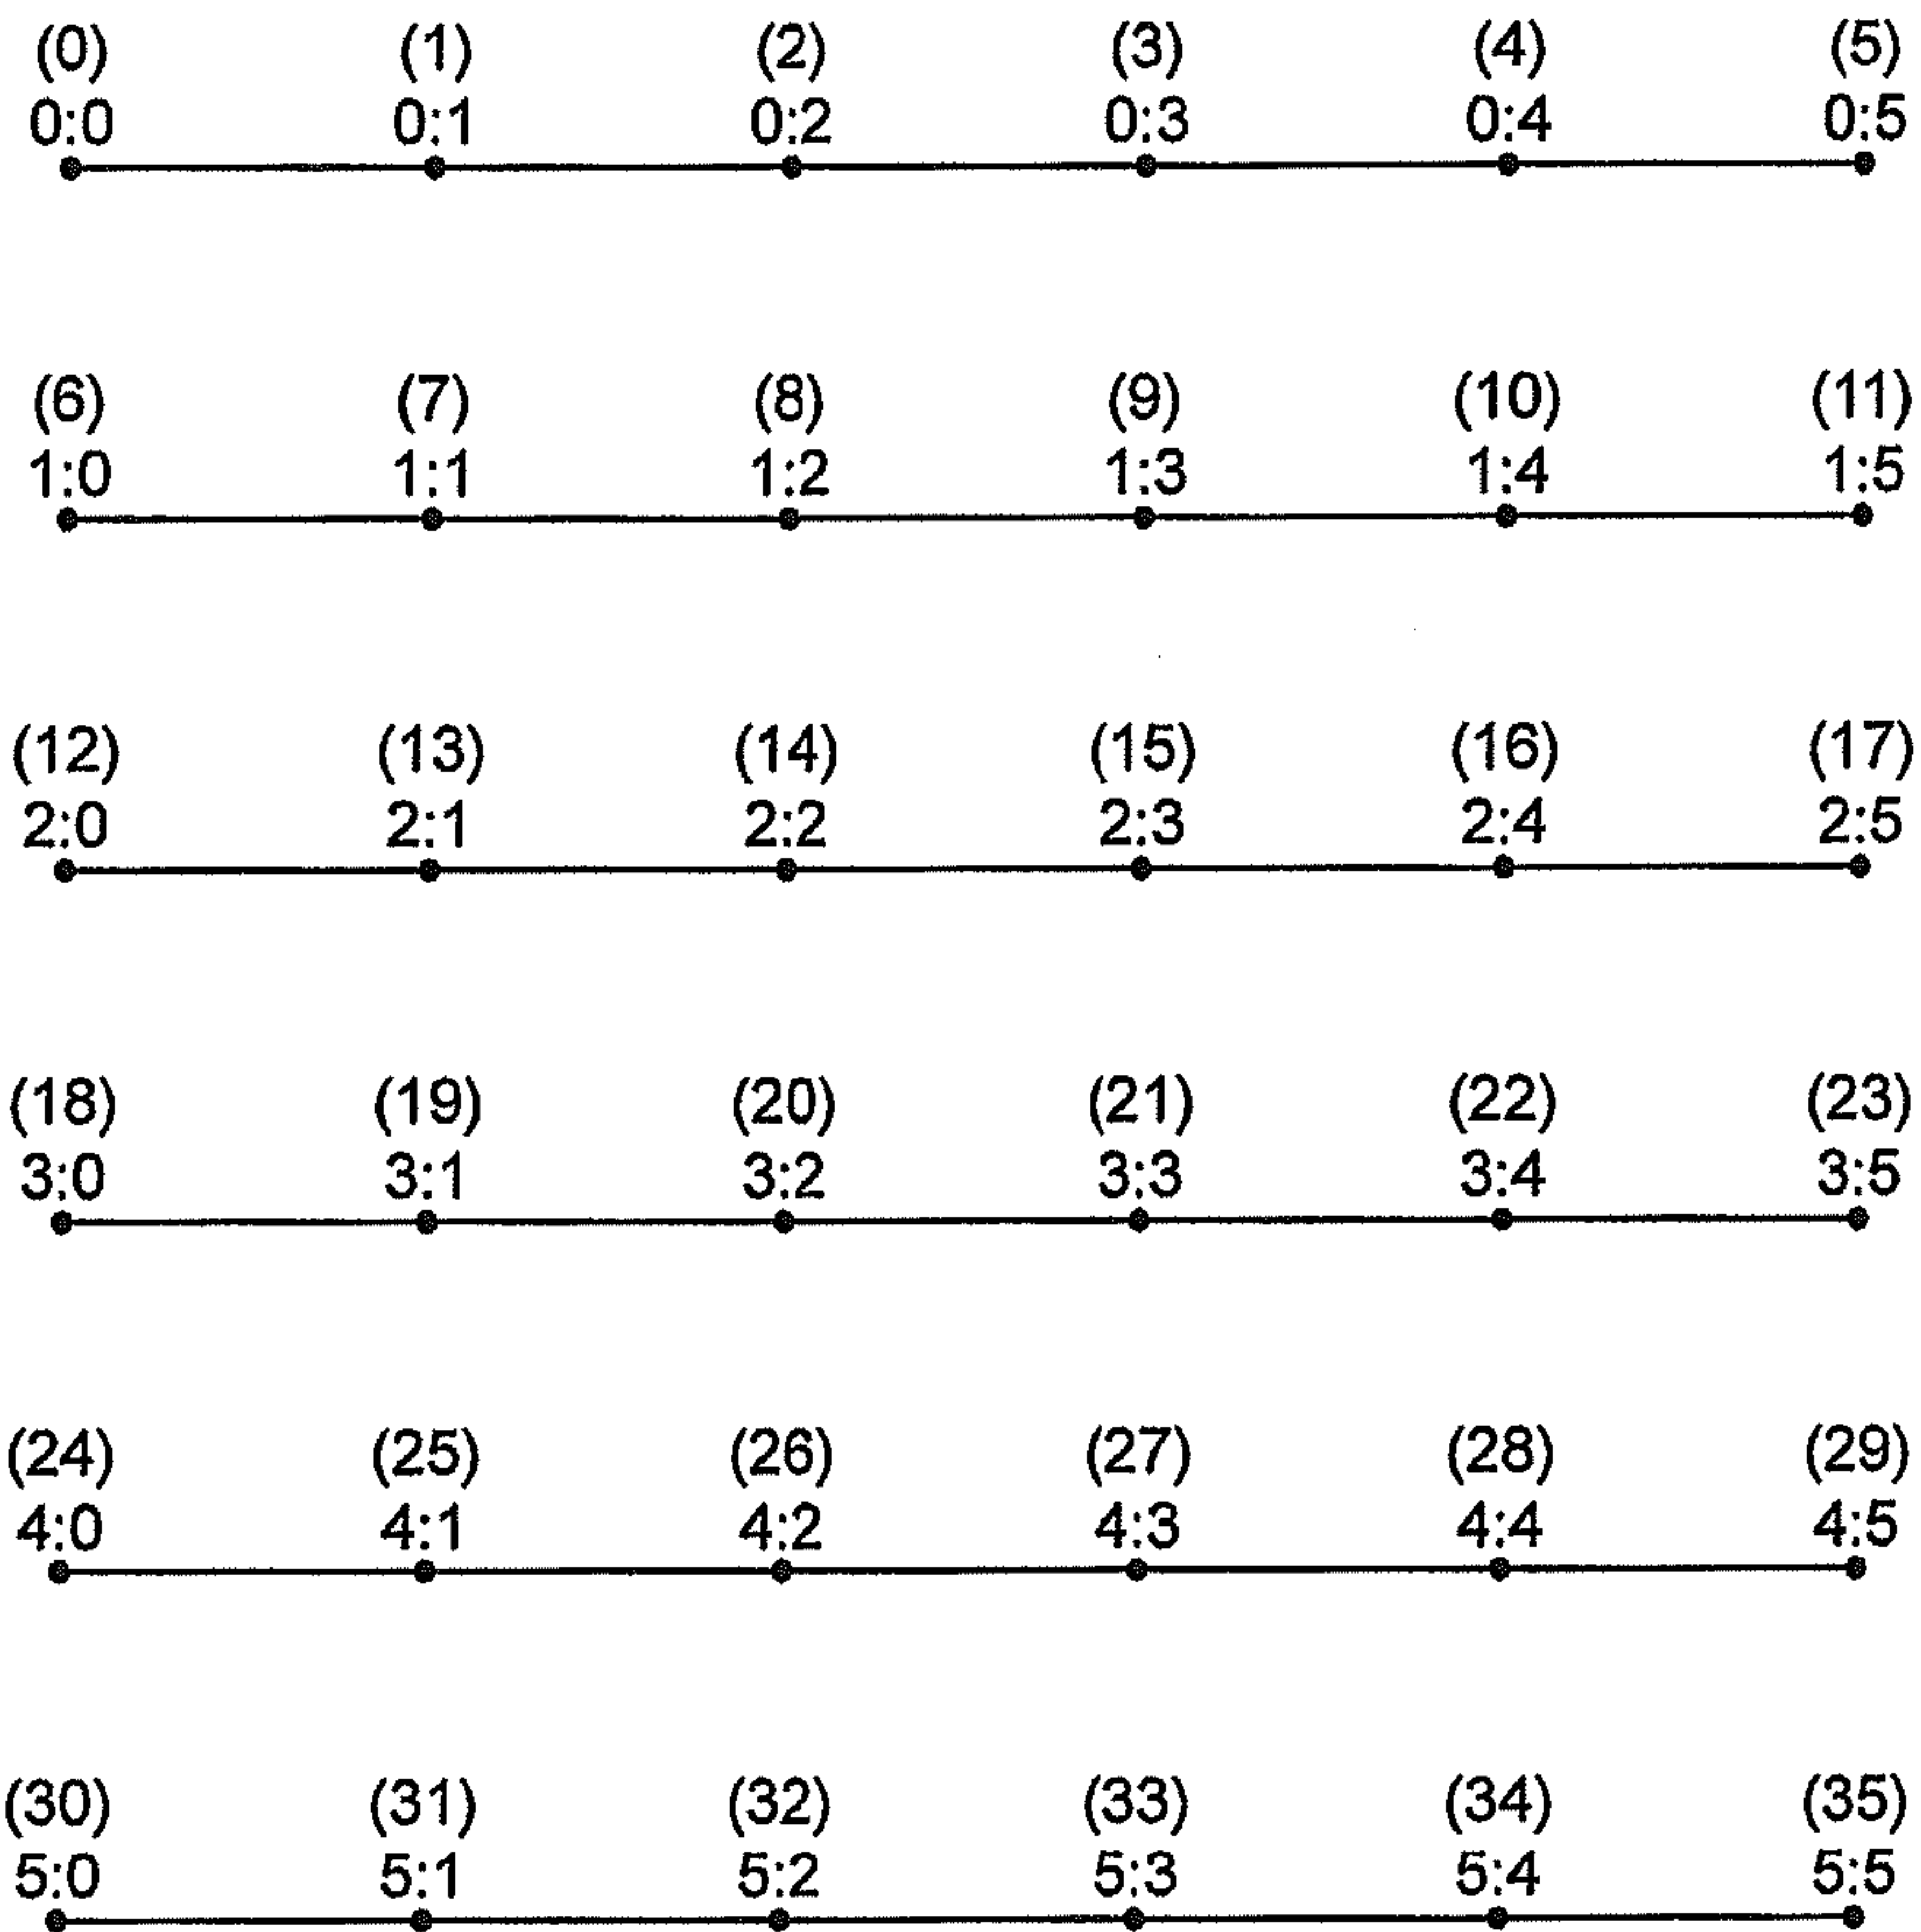 (0) (1) (2) (3) (4) (5)
0:0 0:1 0:2 0:3 0:4 0:5
(6) (7) (8) (9) (10) (11)
1:0 1:1 1:2 1:3 1:4 1:5
(12) (13) (14) (15) (16) (17)
2:0 2:1 2:2 2:3 2:4 2:5
(18) (19) (20) (21) (22) (23)
3:0 3:1 3:2 3:3 3:4 3:5
(24) (25) (26) (27) (28) (29)
4:0 4:1 4:2 4:3 4:4 4:5
(30) (31) (32) (33) (34) (35)
5:0 5:1 5:2 5:3 5:4 5:5